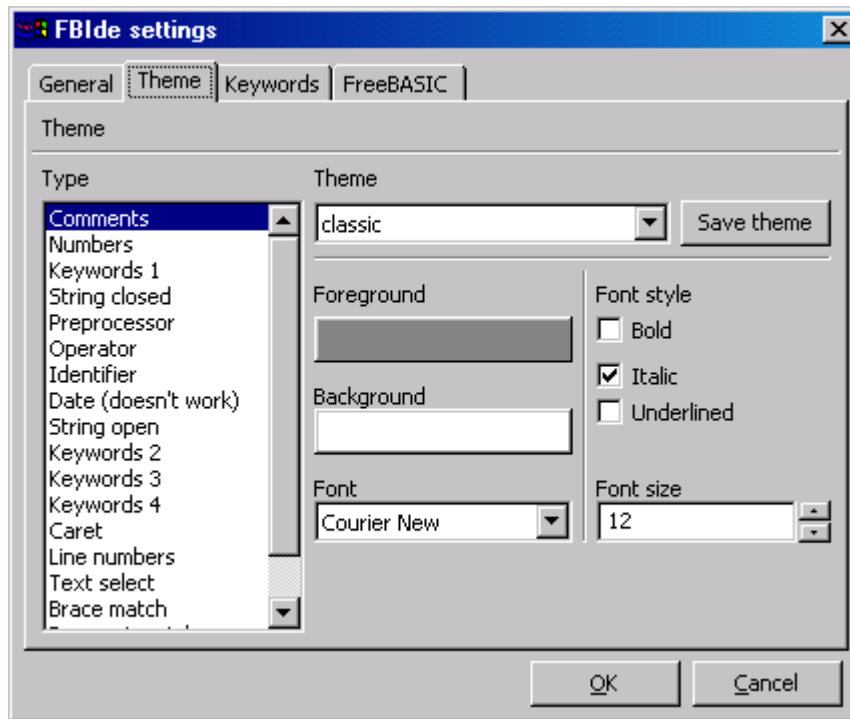 FBIde settings
General Theme Keywords FreeBASIC
Theme
Type
Comments
Numbers
Keywords 1
String closed
Preprocessor
Operator
Identifier
Date (doesn't work)
String open
Keywords 2
Keywords 3
Keywords 4
Caret
Line numbers
Text select
Brace match
Theme
classic
Save theme
Foreground
Background
Font
Courier New
Font style
Bold
Italic
Underlined
Font size
12
OK
Cancel